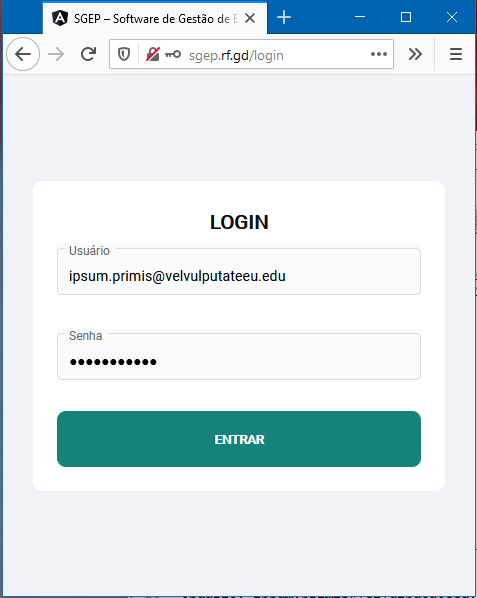 SGEP – Software de Gestão de E
sgep.rf.gd/login
LOGIN
Usuário
ipsum.primis@velvulputateeu.edu
Senha
●●●●●●●●●●●
ENTRAR